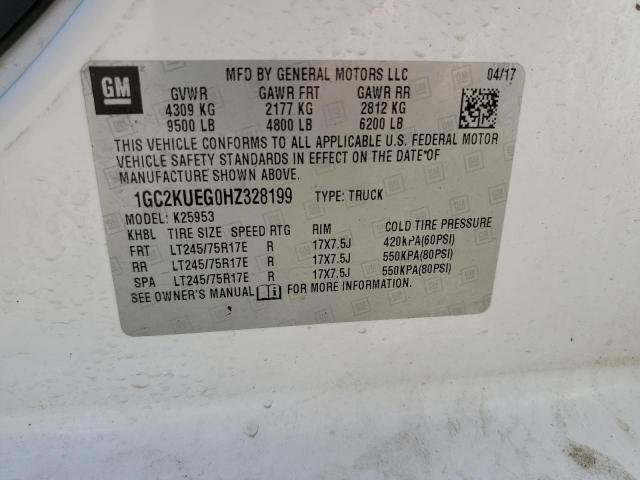 GM
MFD BY GENERAL MOTORS LLC 04/17
GVWR GAWR FRT GAWR RR
4309 KG 2177 KG 2812 KG
9500 LB 4800 LB 6200 LB
THIS VEHICLE CONFORMS TO ALL APPLICABLE U.S. FEDERAL MOTOR
VEHICLE SAFETY STANDARDS IN EFFECT ON THE DATE OF
MANUFACTURE SHOWN ABOVE.
1GC2KUEG0HZ328199 TYPE: TRUCK
MODEL: K25953
KH8L TIRE SIZE SPEED RTG RIM COLD TIRE PRESSURE
FRT LT245/75R17E R 17X7.5J 420KPA(60PSI)
RR LT245/75R17E R 17X7.5J 550KPA(80PSI)
SPA LT245/75R17E R 17X7.5J 550KPA(80PSI)
SEE OWNER'S MANUAL i FOR MORE INFORMATION.